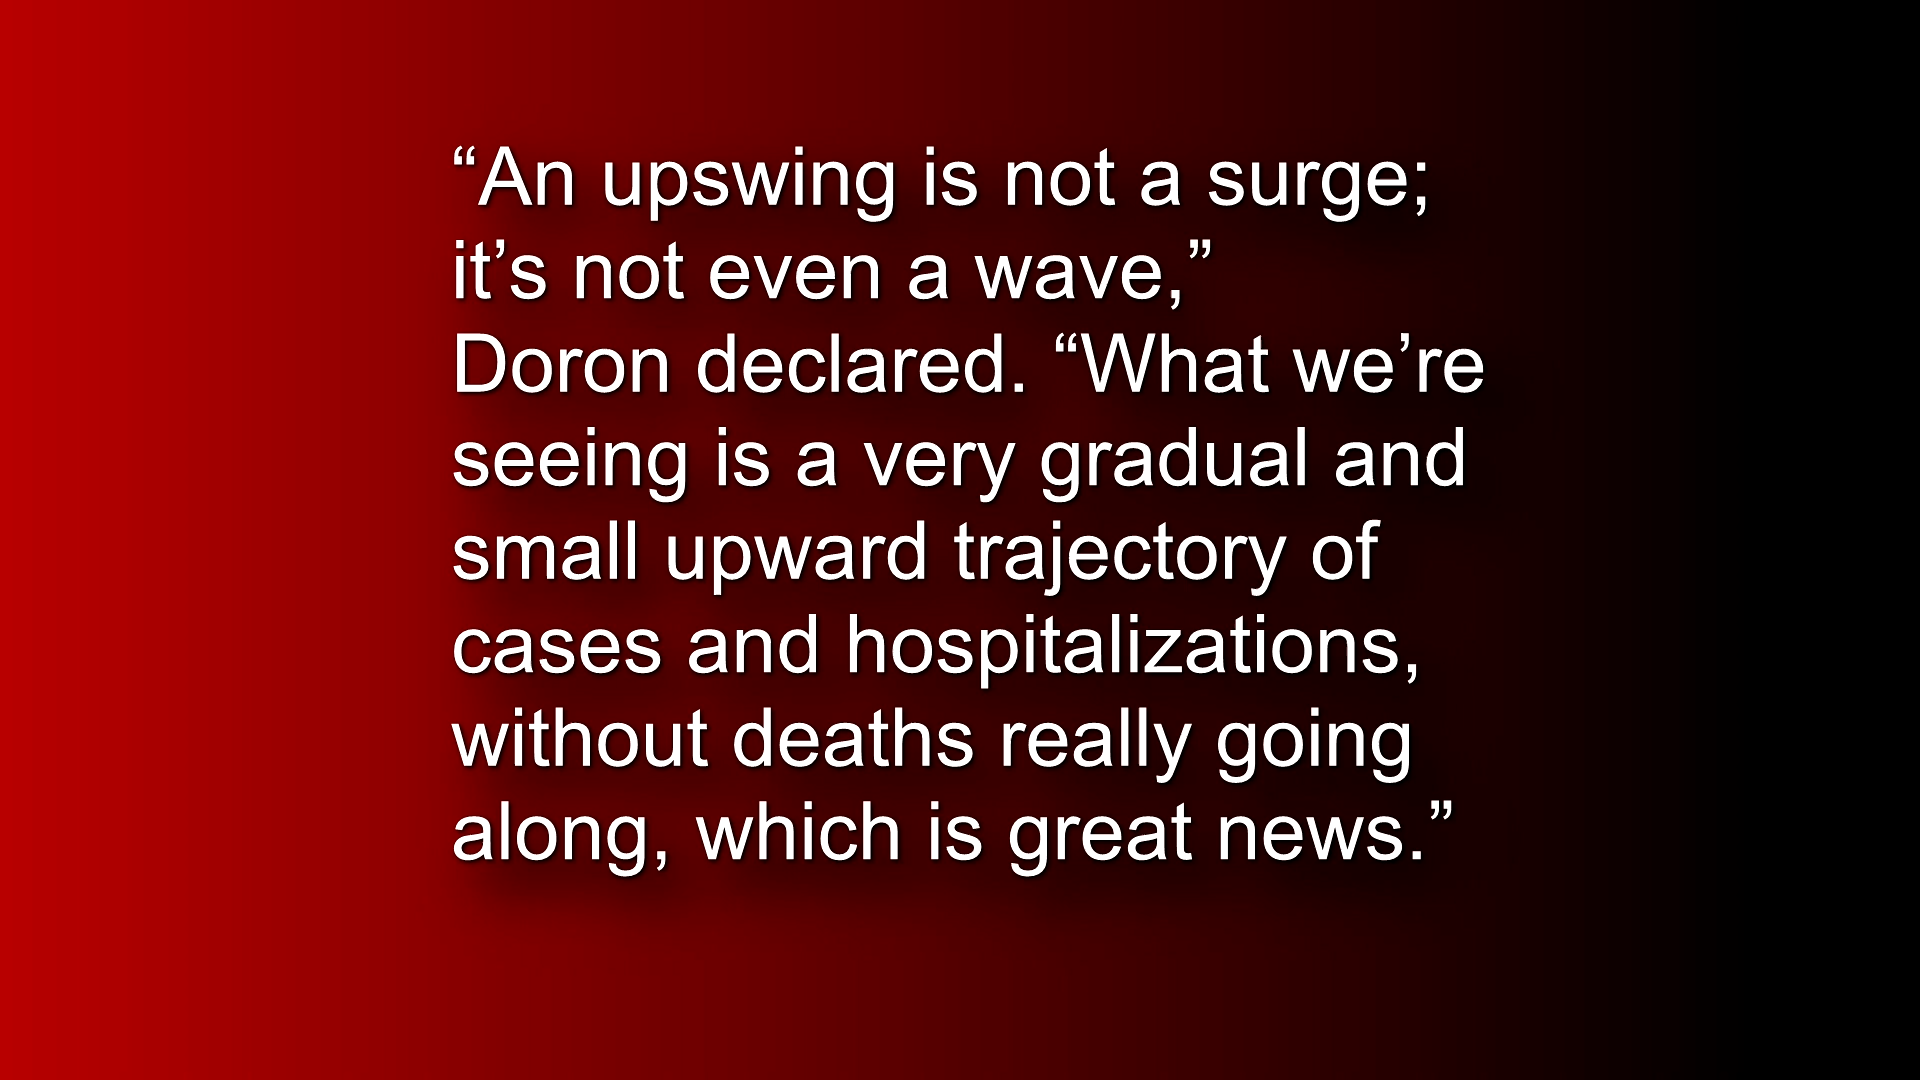 “An upswing is not a surge;
it’s not even a wave,”
Doron declared. “What we’re
seeing is a very gradual and
small upward trajectory of
cases and hospitalizations,
without deaths really going
along, which is great news.”